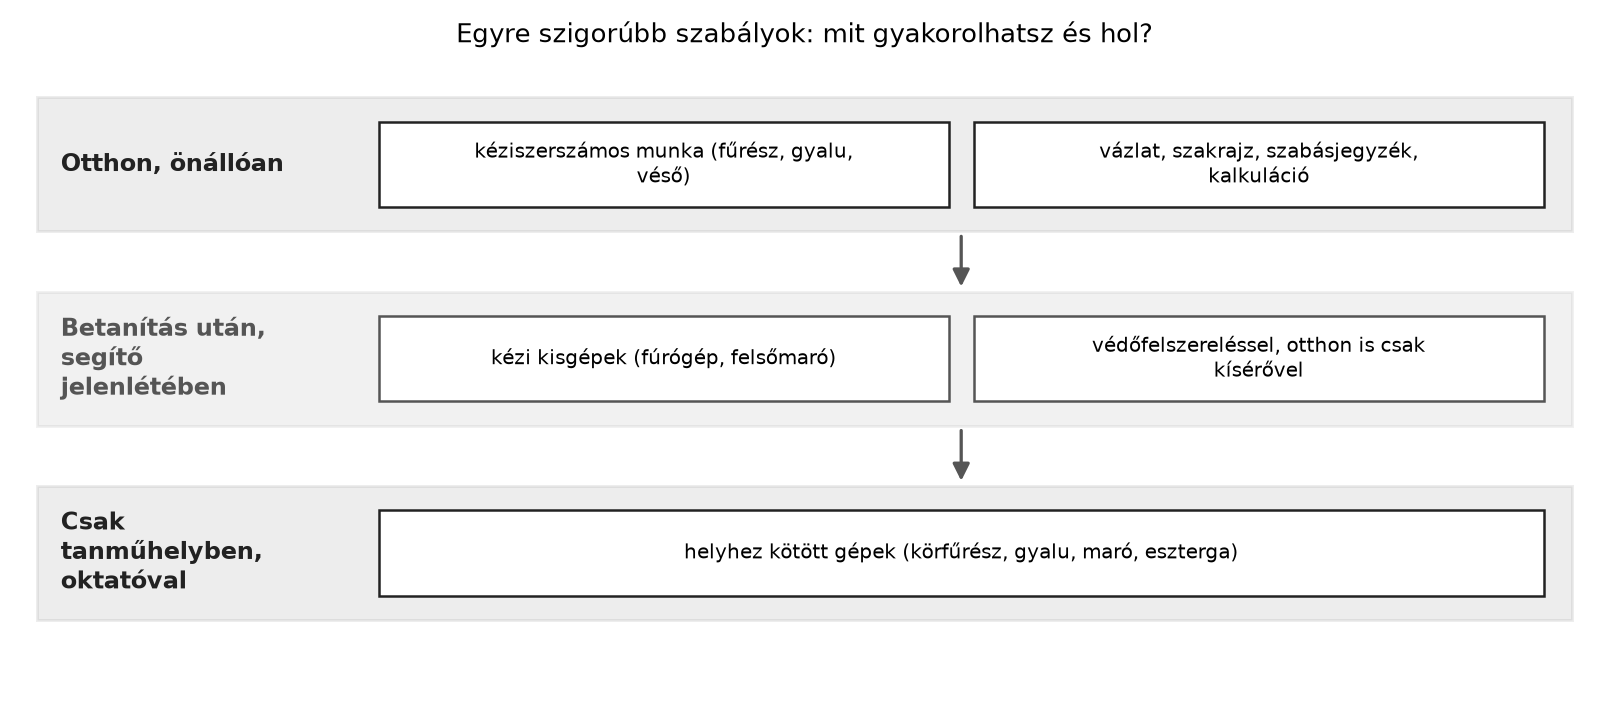 Egyre szigorúbb szabályok: mit gyakorolhatsz és hol?
Otthon, önállóan
kéziszerszámos munka (fűrész, gyalu,
véső)
vázlat, szakrajz, szabásjegyzék,
kalkuláció
Betanítás után,
segítő
jelenlétében
kézi kisgépek (fúrógép, felsőmaró)
védőfelszereléssel, otthon is csak
kísérővel
Csak
tanműhelyben,
oktatóval
helyhez kötött gépek (körfűrész, gyalu, maró, eszterga)